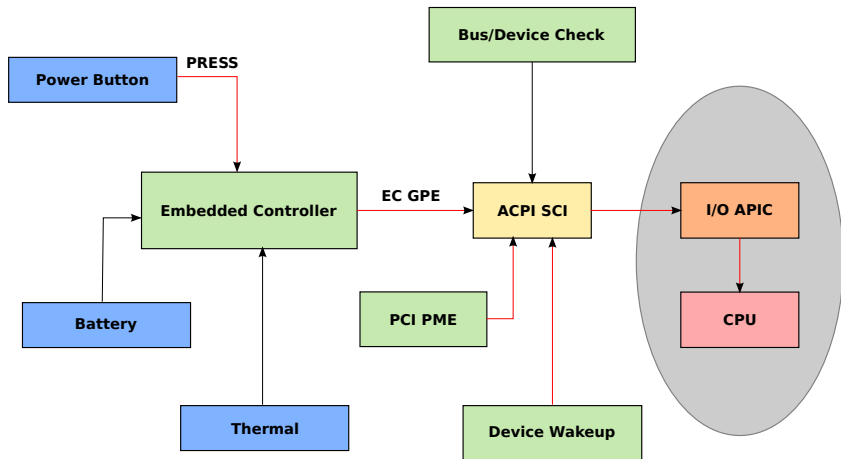 Bus/Device Check
PRESS
Power Button
EC GPE
Embedded Controller
ACPI SCI
I/O APIC
Battery
PCI PME
CPU
Thermal
Device Wakeup